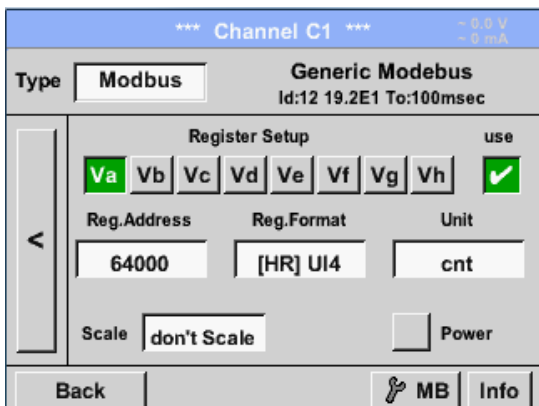 *** Channel C1 ***
~ 0.0 V
~ 0 mA
Type
Modbus
Generic Modebus
Id:12 19.2E1 To:100msec
Register Setup
use
Va Vb Vc Vd Ve Vf Vg Vh
<
Reg.Address Reg.Format Unit
64000 [HR] UI4 cnt
Scale don't Scale Power
Back MB Info